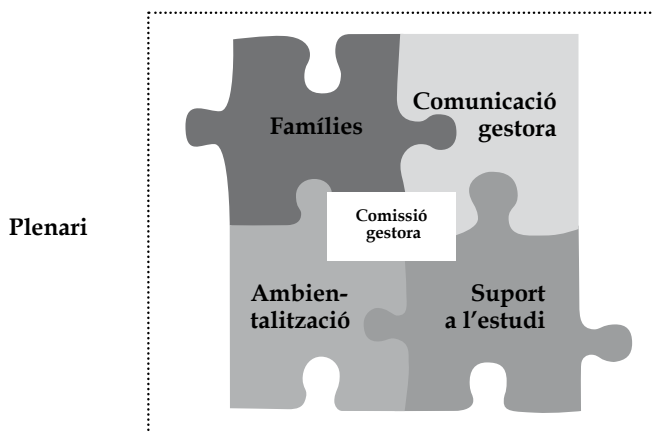 Famílies
Comunicació
gestora
Plenari
Comissió
gestora
Ambien-
talització
Suport
a l'estudi